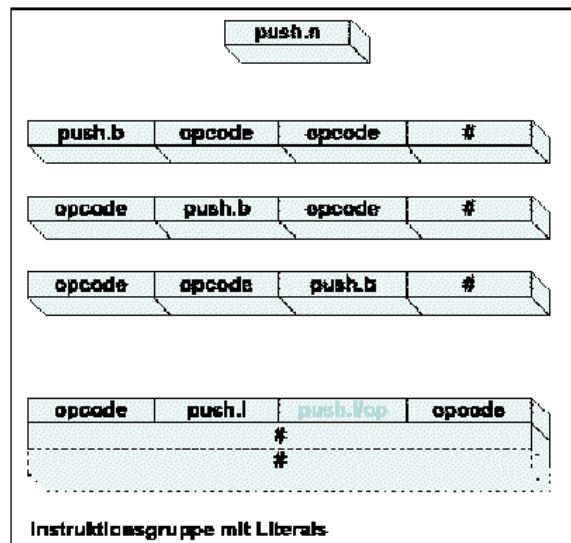 push.n
push.b opcode opcode #
opcode push.b opcode #
opcode opcode push.b #
opcode push.l push.l/op opcode
#
#
Instruktionsgruppe mit Literals